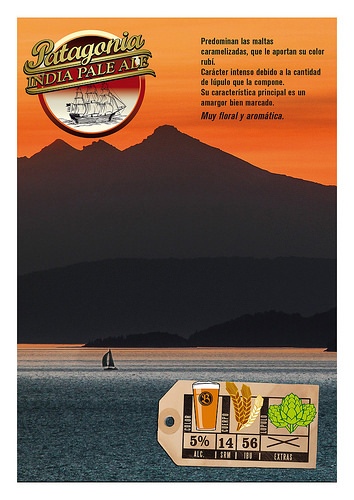 Patagonia
INDIA PALE ALE
Predominan las maltas
caramelizadas, que le aportan su color
rubí.
Carácter intenso debido a la cantidad
de lúpulo que la compone.
Su característica principal es un
amargor bien marcado.
Muy floral y aromática.
COLOR
CUERPO
B
5% 14 56
ALC. SRM IBU EXTRAS